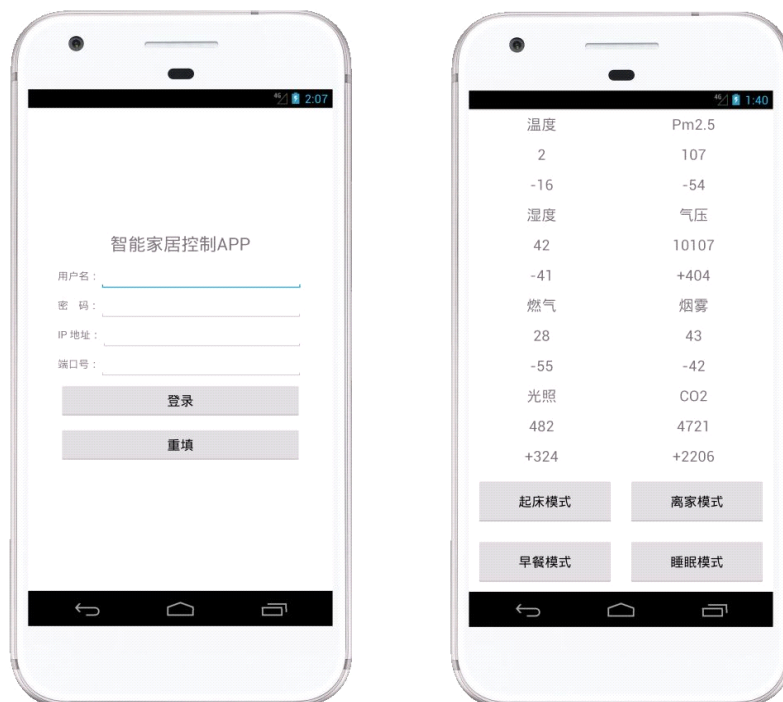 4G 2:07
智能家居控制APP
用户名：
密 码：
IP 地址：
端口号：
登录
重填
4G 1:40
温度 Pm2.5
2 107
-16 -54
湿度 气压
42 10107
-41 +404
燃气 烟雾
28 43
-55 -42
光照 CO2
482 4721
+324 +2206
起床模式 离家模式
早餐模式 睡眠模式